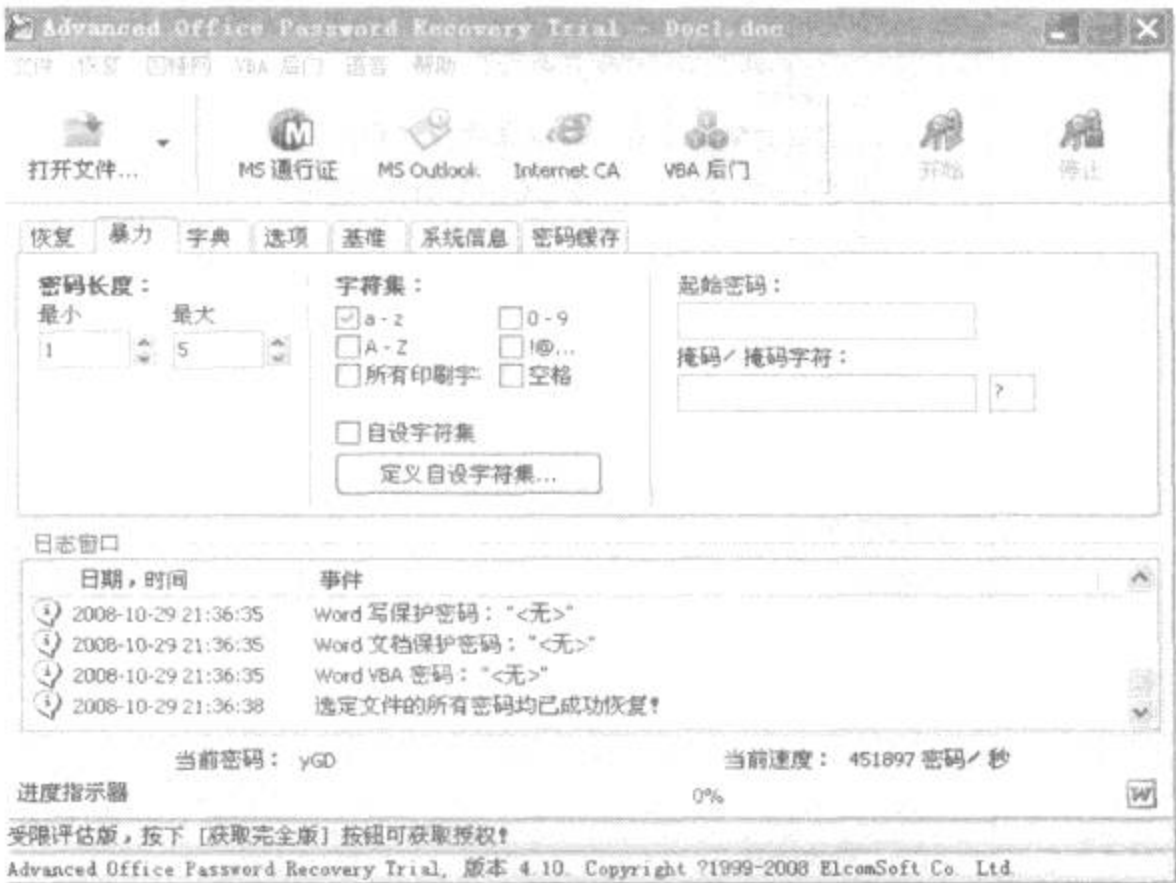 Advanced Office Password Recovery Trial - Doc1.doc
文件 恢复 因特网 VBA 后门 语言 帮助
打开文件... MS 通行证 MS Outlook Internet CA VBA 后门 开始 停止
恢复 暴力 字典 选项 基准 系统信息 密码缓存
密码长度： 字符集： 起始密码：
最小 最大 a - z 0 - 9
1 5 A - Z !@... 掩码／掩码字符：
所有印刷字 空格 ?
自设字符集
定义自设字符集...
日志窗口
日期，时间 事件
2008-10-29 21:36:35 Word 写保护密码： "<无>"
2008-10-29 21:36:35 Word 文档保护密码： "<无>"
2008-10-29 21:36:35 Word VBA 密码： "<无>"
2008-10-29 21:36:38 选定文件的所有密码均已成功恢复!
当前密码： yGD 当前速度： 451897 密码／秒
进度指示器 0%
受限评估版，按下 [获取完全版] 按钮可获取授权!
Advanced Office Password Recovery Trial, 版本 4.10. Copyright ?1999-2008 ElcomSoft Co. Ltd.